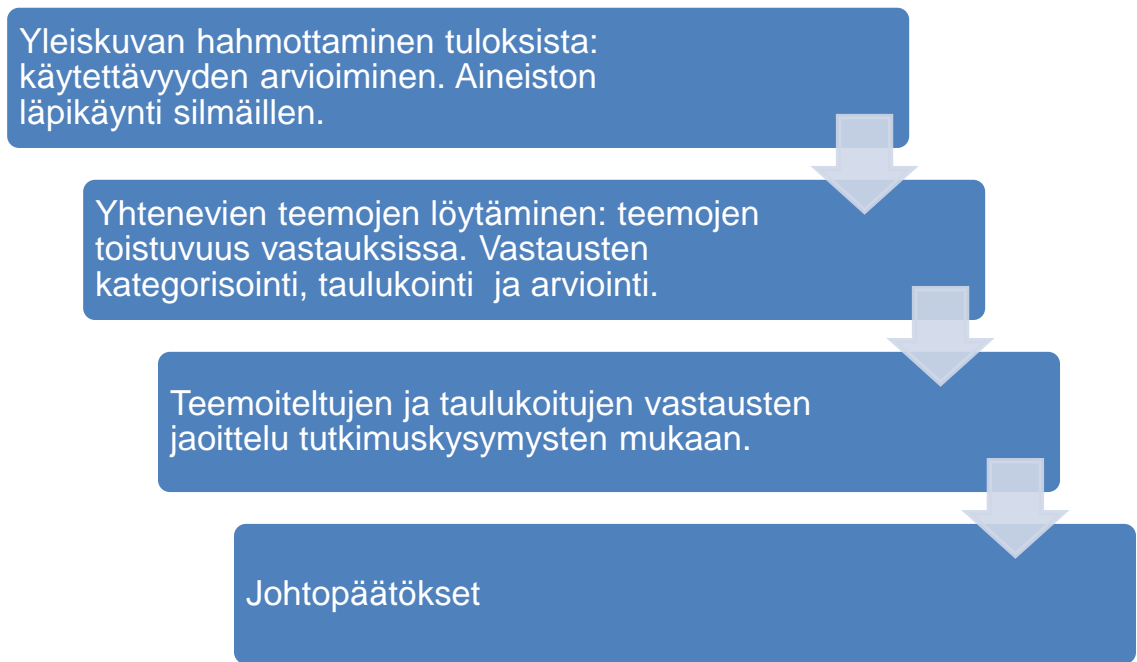 Yleiskuvan hahmottaminen tuloksista:
käytettävyyden arvioiminen. Aineiston
läpikäynti silmäillen.
Yhtenevien teemojen löytäminen: teemojen
toistuvuus vastauksissa. Vastausten
kategorisointi, taulukointi  ja arviointi.
Teemoiteltujen ja taulukoitujen vastausten
jaoittelu tutkimuskysymysten mukaan.
Johtopäätökset